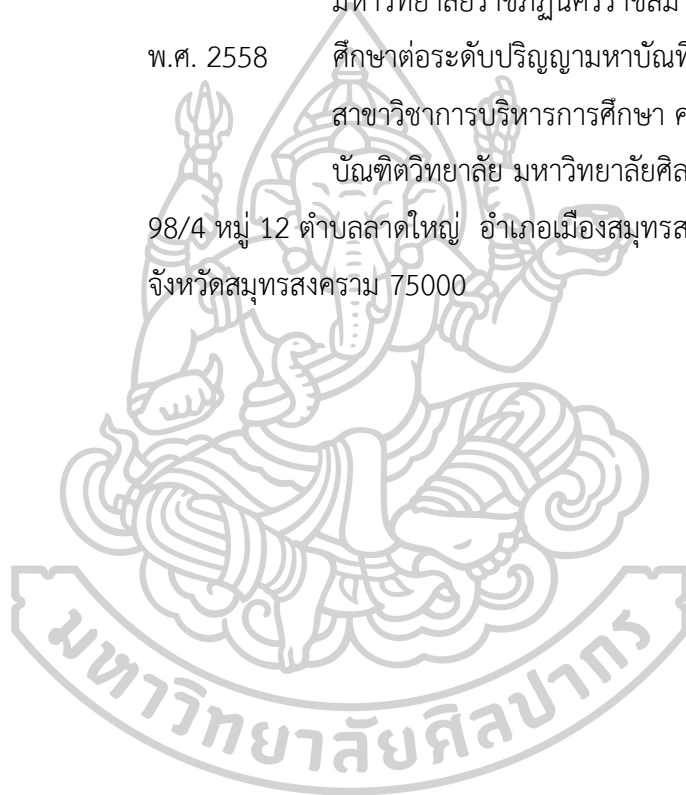 มหาวิทยาลัยราชภัฏนครราชสีมา
พ.ศ. 2558 ศึกษาต่อระดับปริญญามหาบัณฑิต
สาขาวิชาการบริหารการศึกษา
บัณฑิตวิทยาลัย มหาวิทยาลัยศิลปากร
98/4 หมู่ 12 ตำบลลาดใหญ่ อำเภอเมืองสมุทรสงคราม
จังหวัดสมุทรสงคราม 75000
มหาวิทยาลัยศิลปากร